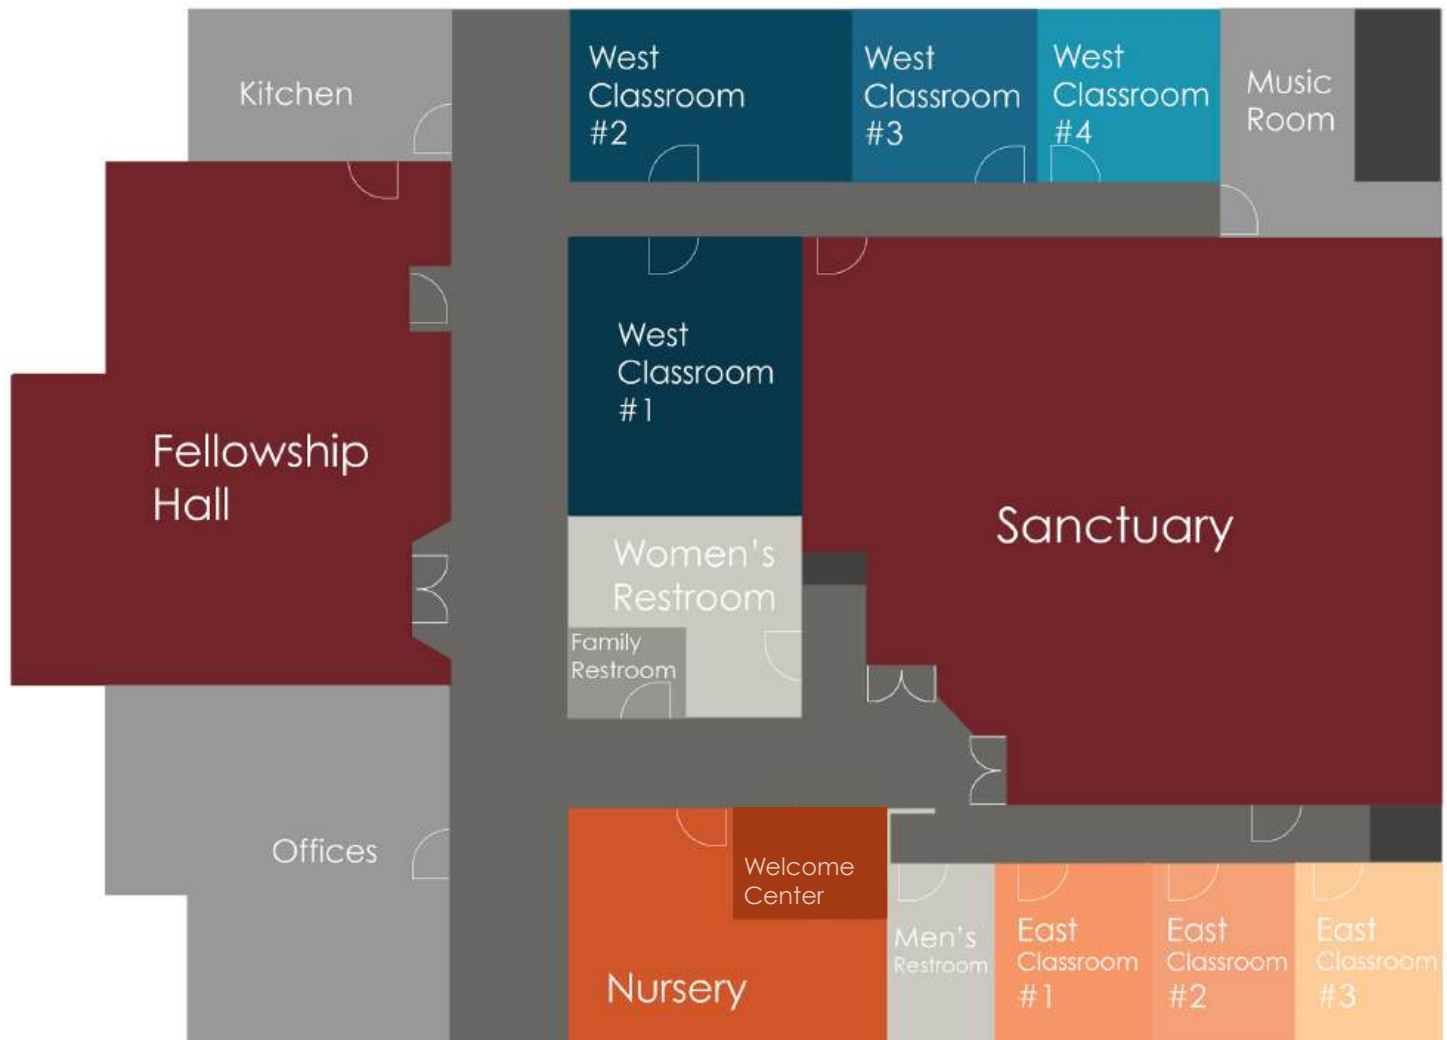 Kitchen
West
Classroom
#2
West
Classroom
#3
West
Classroom
#4
Music
Room
West
Classroom
#1
Fellowship
Hall
Sanctuary
Women’s
Restroom
Family
Restroom
Offices
Welcome
Center
Nursery
Men’s
Restroom
East
Classroom
#1
East
Classroom
#2
East
Classroom
#3